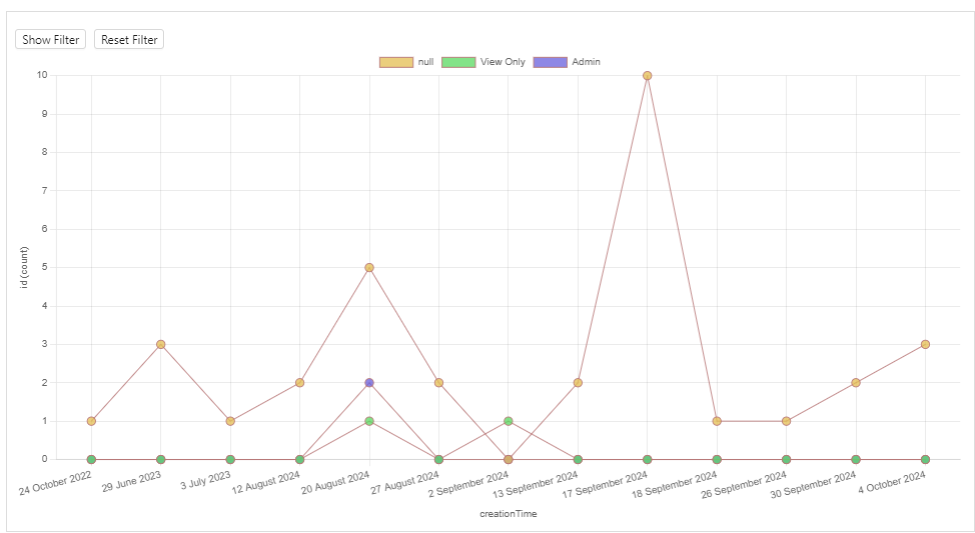 Show Filter Reset Filter
null View Only Admin
10
9
8
7
6
5
4
3
2
1
0
id (count)
24 October 2022 29 June 2023 3 July 2023 12 August 2024 20 August 2024 27 August 2024 2 September 2024 13 September 2024 17 September 2024 18 September 2024 26 September 2024 30 September 2024 4 October 2024
creationTime